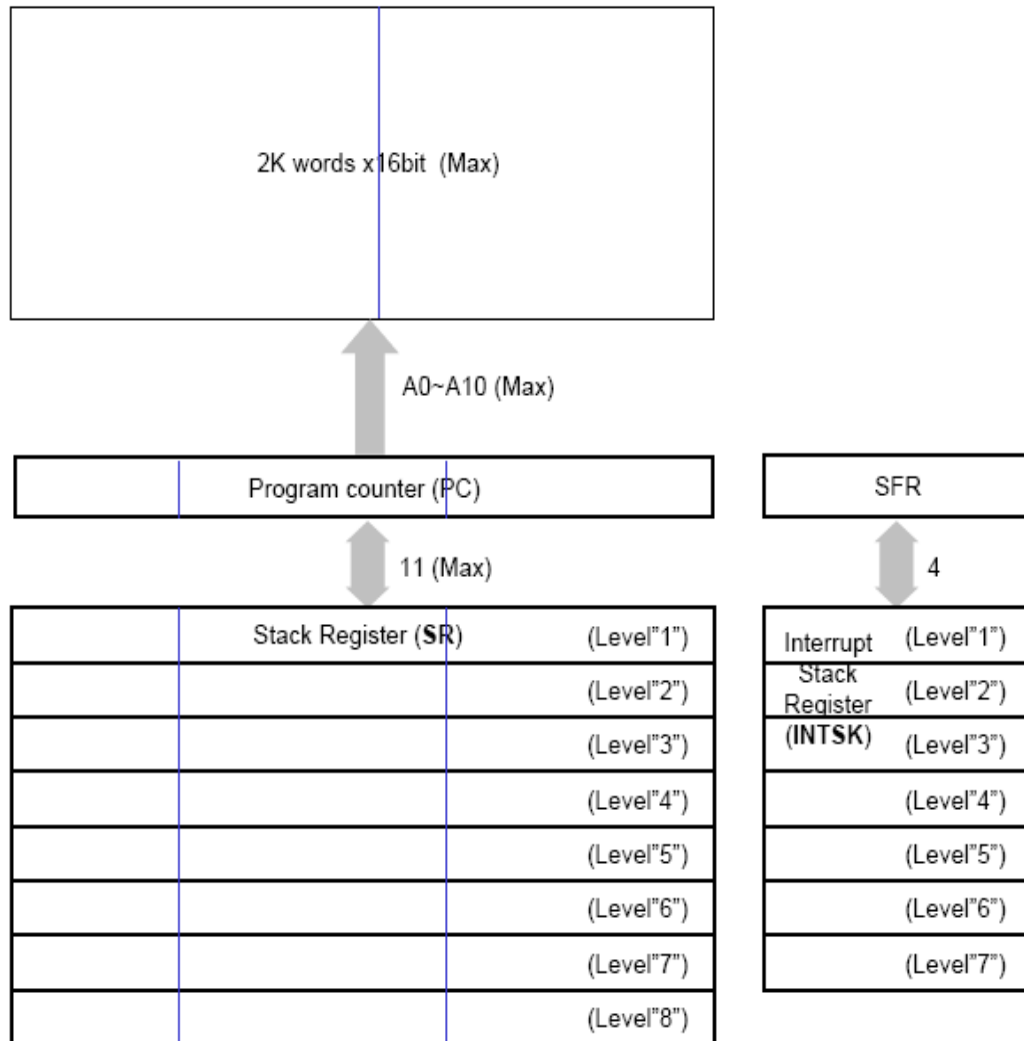 2K words x16bit (Max)
A0~A10 (Max)
Program counter (PC)
SFR
11 (Max)
4
Stack Register (SR) (Level"1")
(Level"2")
(Level"3")
(Level"4")
(Level"5")
(Level"6")
(Level"7")
(Level"8")
Interrupt
Stack
Register
(INTSK)
(Level"1")
(Level"2")
(Level"3")
(Level"4")
(Level"5")
(Level"6")
(Level"7")